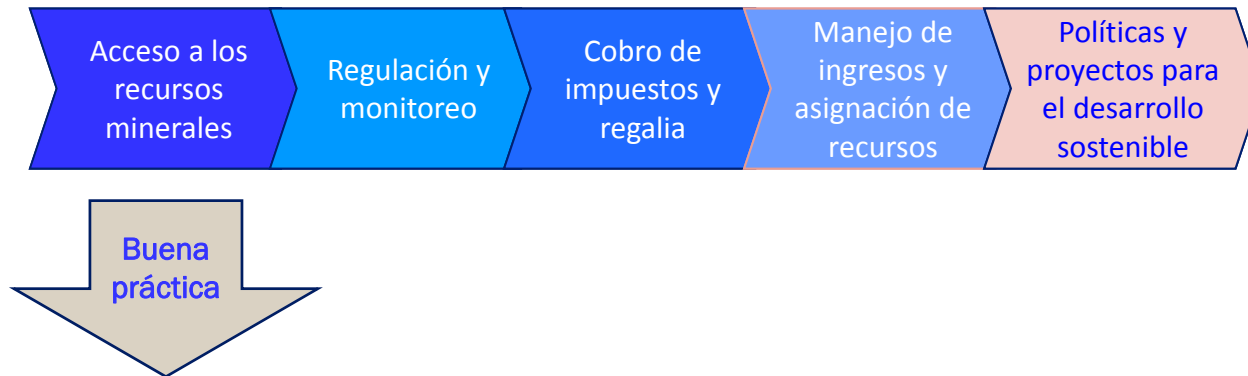 Acceso a los
recursos
minerales
Regulación y
monitoreo
Cobro de
impuestos y
regalia
Manejo de
ingresos y
asignación de
recursos
Políticas y
proyectos para
el desarrollo
sostenible
Buena
práctica